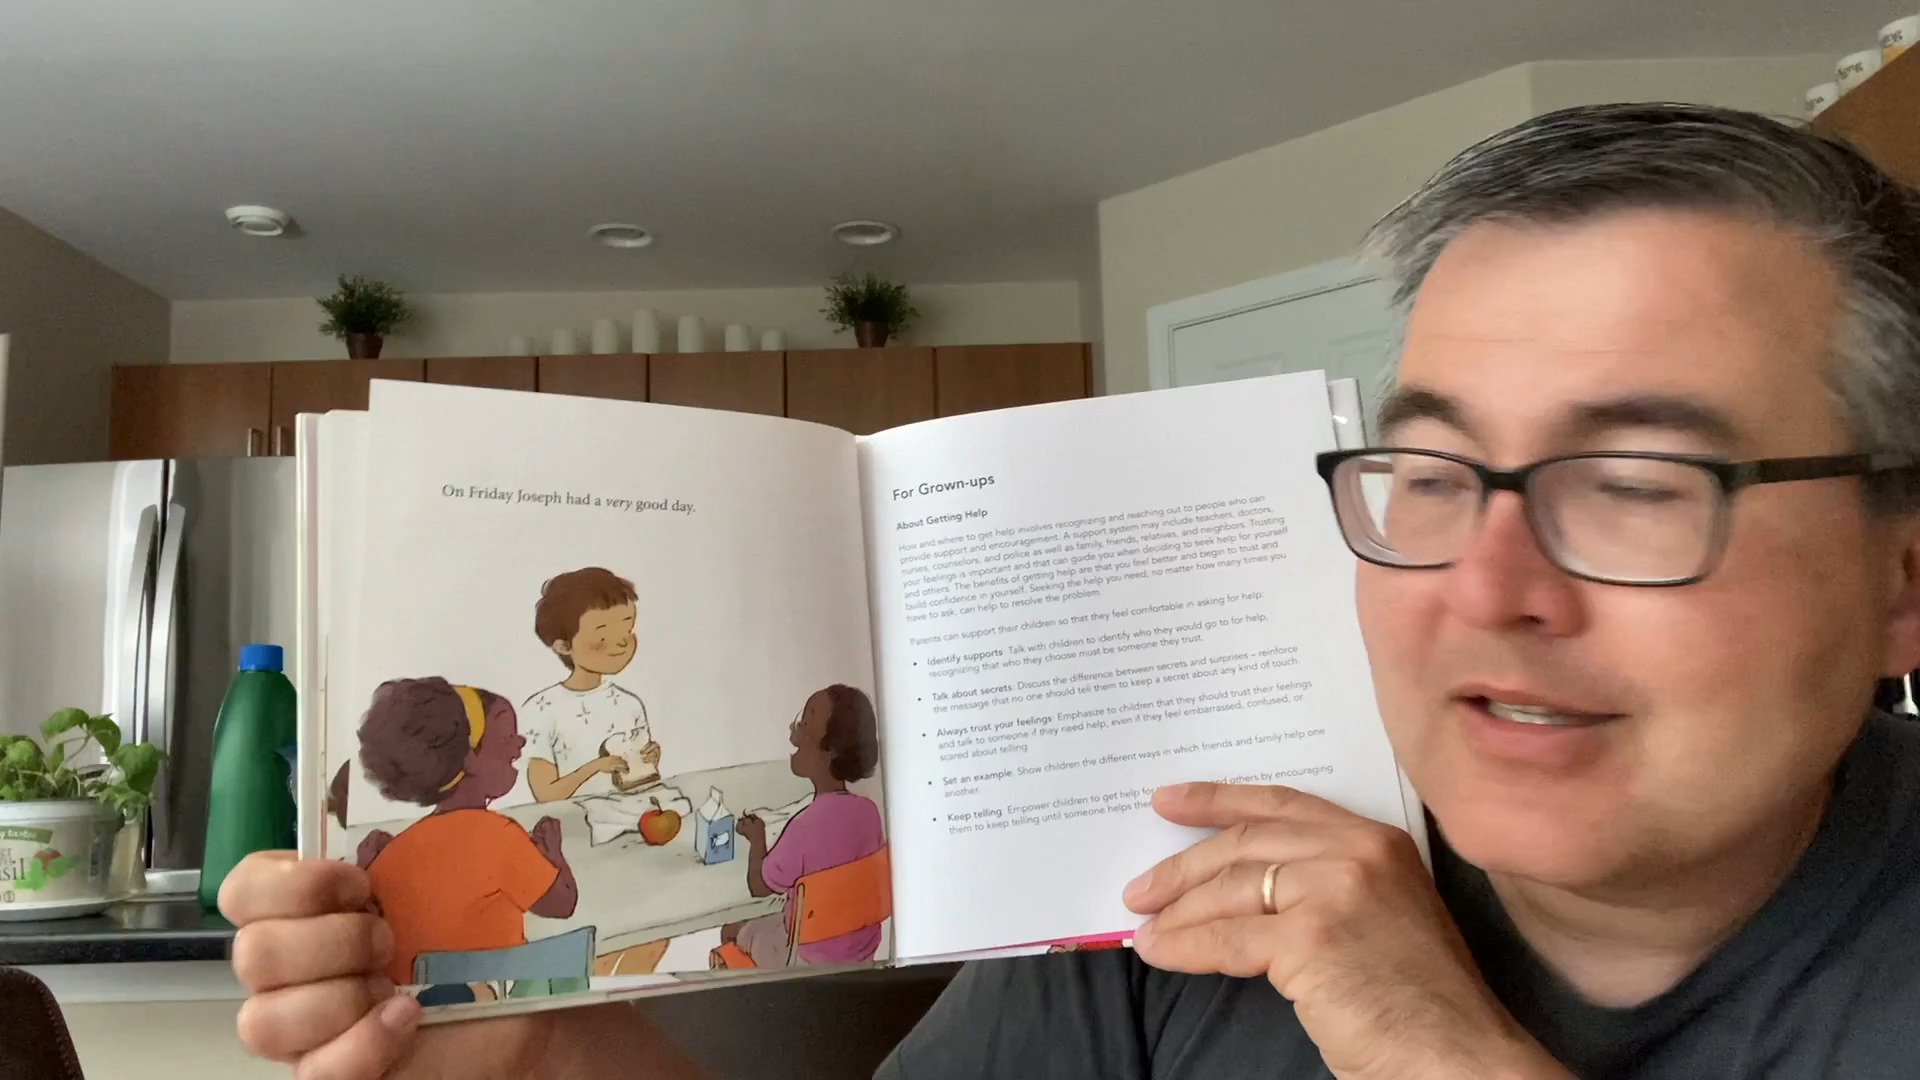 On Friday Joseph had a very good day.
For Grown-ups
About Getting Help
How and where to get help involves recognizing and reaching out to people who can
provide support and encouragement. A support system may include teachers, doctors,
nurses, counselors, and police as well as family, friends, relatives, and neighbors. Trusting
your feelings is important and that can guide you when deciding to seek help for yourself
and others. The benefits of getting help are that you feel better and begin to trust and
build confidence in yourself. Seeking the help you need, no matter how many times you
have to ask, can help to resolve the problem.
Parents can support their children so that they feel comfortable in asking for help:
• Identify supports: Talk with children to identify who they would go to for help,
recognizing that who they choose must be someone they trust.
• Talk about secrets: Discuss the difference between secrets and surprises – reinforce
the message that no one should tell them to keep a secret about any kind of touch.
• Always trust your feelings: Emphasize to children that they should trust their feelings
and talk to someone if they need help, even if they feel embarrassed, confused, or
scared about telling.
• Set an example: Show children the different ways in which friends and family help one
another.
• Keep telling: Empower children to get help for others by encouraging
them to keep telling until someone helps